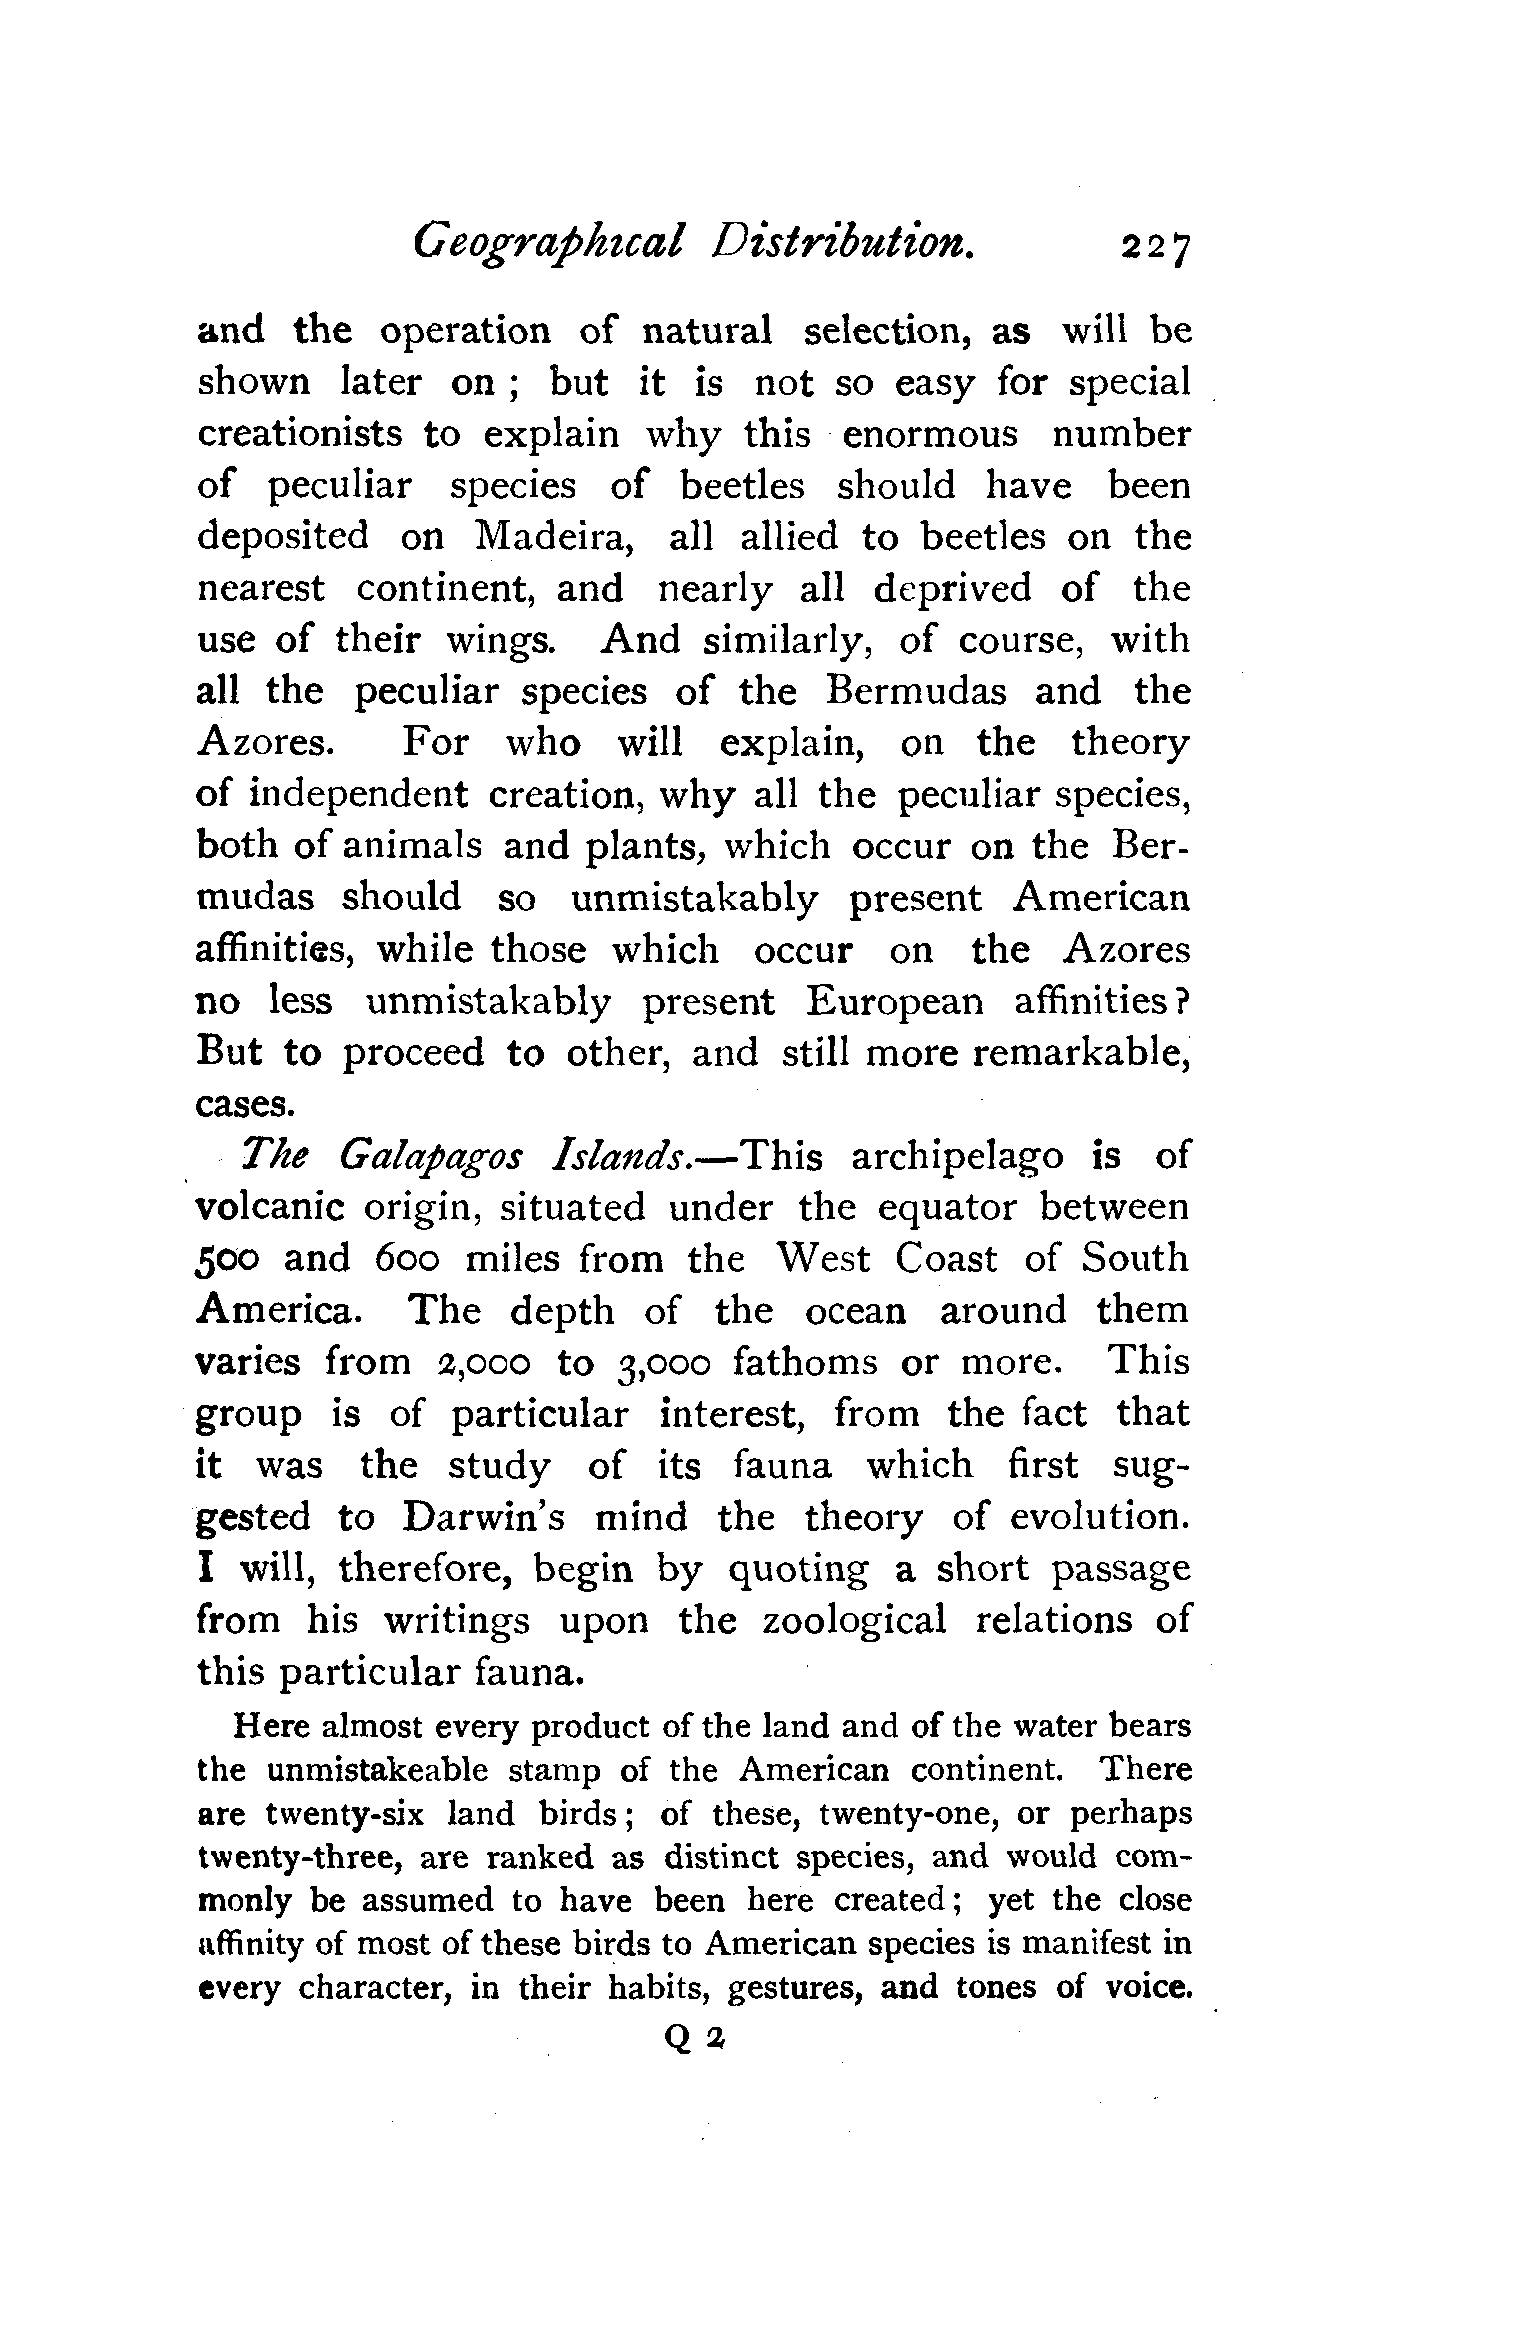 Geographical Distribution. 227
and the operation of natural selection, as will be
shown later on ; but it is not so easy for special
creationists to explain why this enormous number
of peculiar species of beetles should have been
deposited on Madeira, all allied to beetles on the
nearest continent, and nearly all deprived of the
use of their wings. And similarly, of course, with
all the peculiar species of the Bermudas and the
Azores. For who will explain, on the theory
of independent creation, why all the peculiar species,
both of animals and plants, which occur on the Ber-
mudas should so unmistakably present American
affinities, while those which occur on the Azores
no less unmistakably present European affinities?
But to proceed to other, and still more remarkable,
cases.
The Galapagos Islands.—This archipelago is of
volcanic origin, situated under the equator between
500 and 600 miles from the West Coast of South
America. The depth of the ocean around them
varies from 2,000 to 3,000 fathoms or more. This
group is of particular interest, from the fact that
it was the study of its fauna which first sug-
gested to Darwin's mind the theory of evolution.
I will, therefore, begin by quoting a short passage
from his writings upon the zoological relations of
this particular fauna.
Here almost every product of the land and of the water bears
the unmistakeable stamp of the American continent. There
are twenty-six land birds; of these, twenty-one, or perhaps
twenty-three, are ranked as distinct species, and would com-
monly be assumed to have been here created; yet the close
affinity of most of these birds to American species is manifest in
every character, in their habits, gestures, and tones of voice.
Q 2